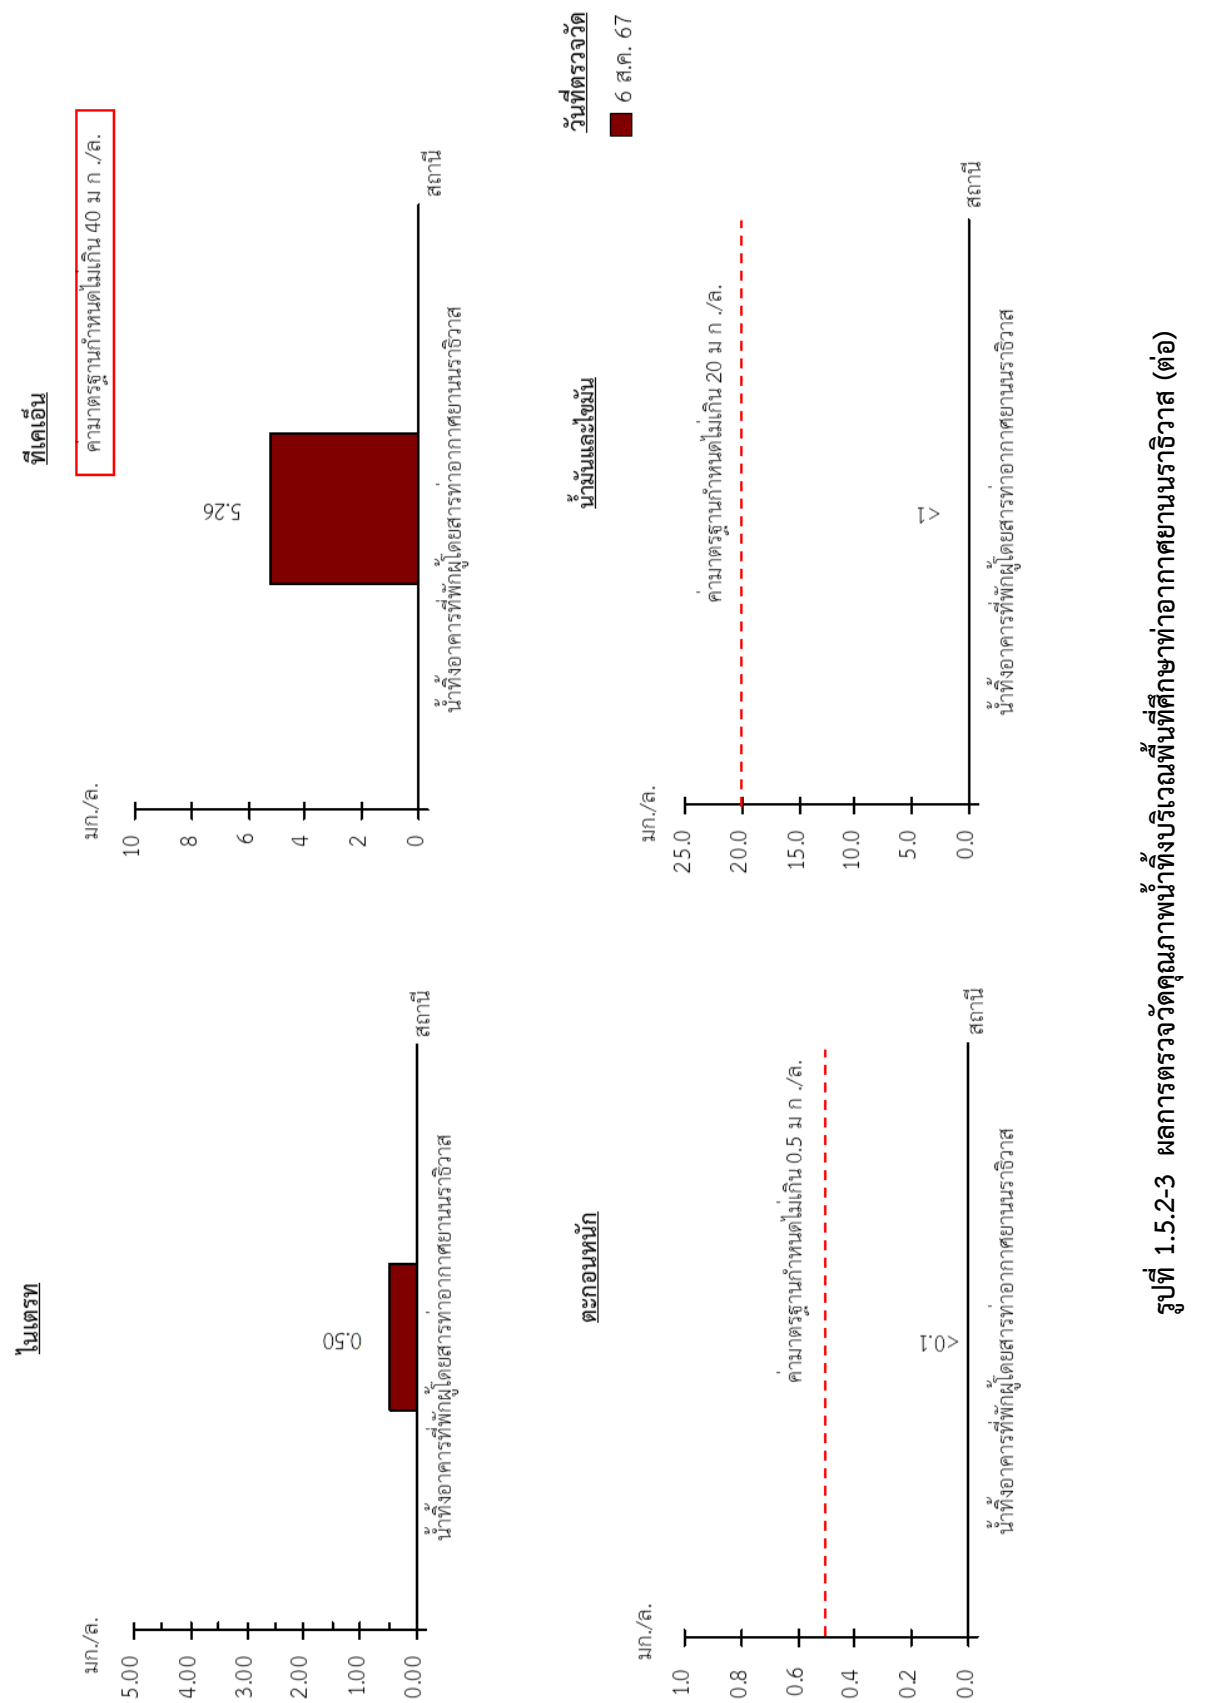 ไนเตรท
มก./ล.
5.00
4.00
3.00
2.00
1.00
0.00
0.50
สถานี
น้ำทิ้งอาคารที่พักผู้โดยสารท่าอากาศยานนราธิวาส
ทีเคเอ็น
ค่ามาตรฐานกำหนดไม่เกิน 40 ม ก ./ล.
มก./ล.
10
8
6
4
2
0
5.26
สถานี
น้ำทิ้งอาคารที่พักผู้โดยสารท่าอากาศยานนราธิวาส
ตะกอนหนัก
มก./ล.
1.0
0.8
0.6
0.4
0.2
0.0
ค่ามาตรฐานกำหนดไม่เกิน 0.5 ม ก ./ล.
<0.1
สถานี
น้ำทิ้งอาคารที่พักผู้โดยสารท่าอากาศยานนราธิวาส
น้ำมันและไขมัน
มก./ล.
25.0
20.0
15.0
10.0
5.0
0.0
ค่ามาตรฐานกำหนดไม่เกิน 20 ม ก ./ล.
<1
สถานี
น้ำทิ้งอาคารที่พักผู้โดยสารท่าอากาศยานนราธิวาส
วันที่ตรวจวัด
6 ส.ค. 67
รูปที่ 1.5.2-3 ผลการตรวจวัดคุณภาพน้ำทิ้งบริเวณพื้นที่ศึกษาท่าอากาศยานนราธิวาส (ต่อ)